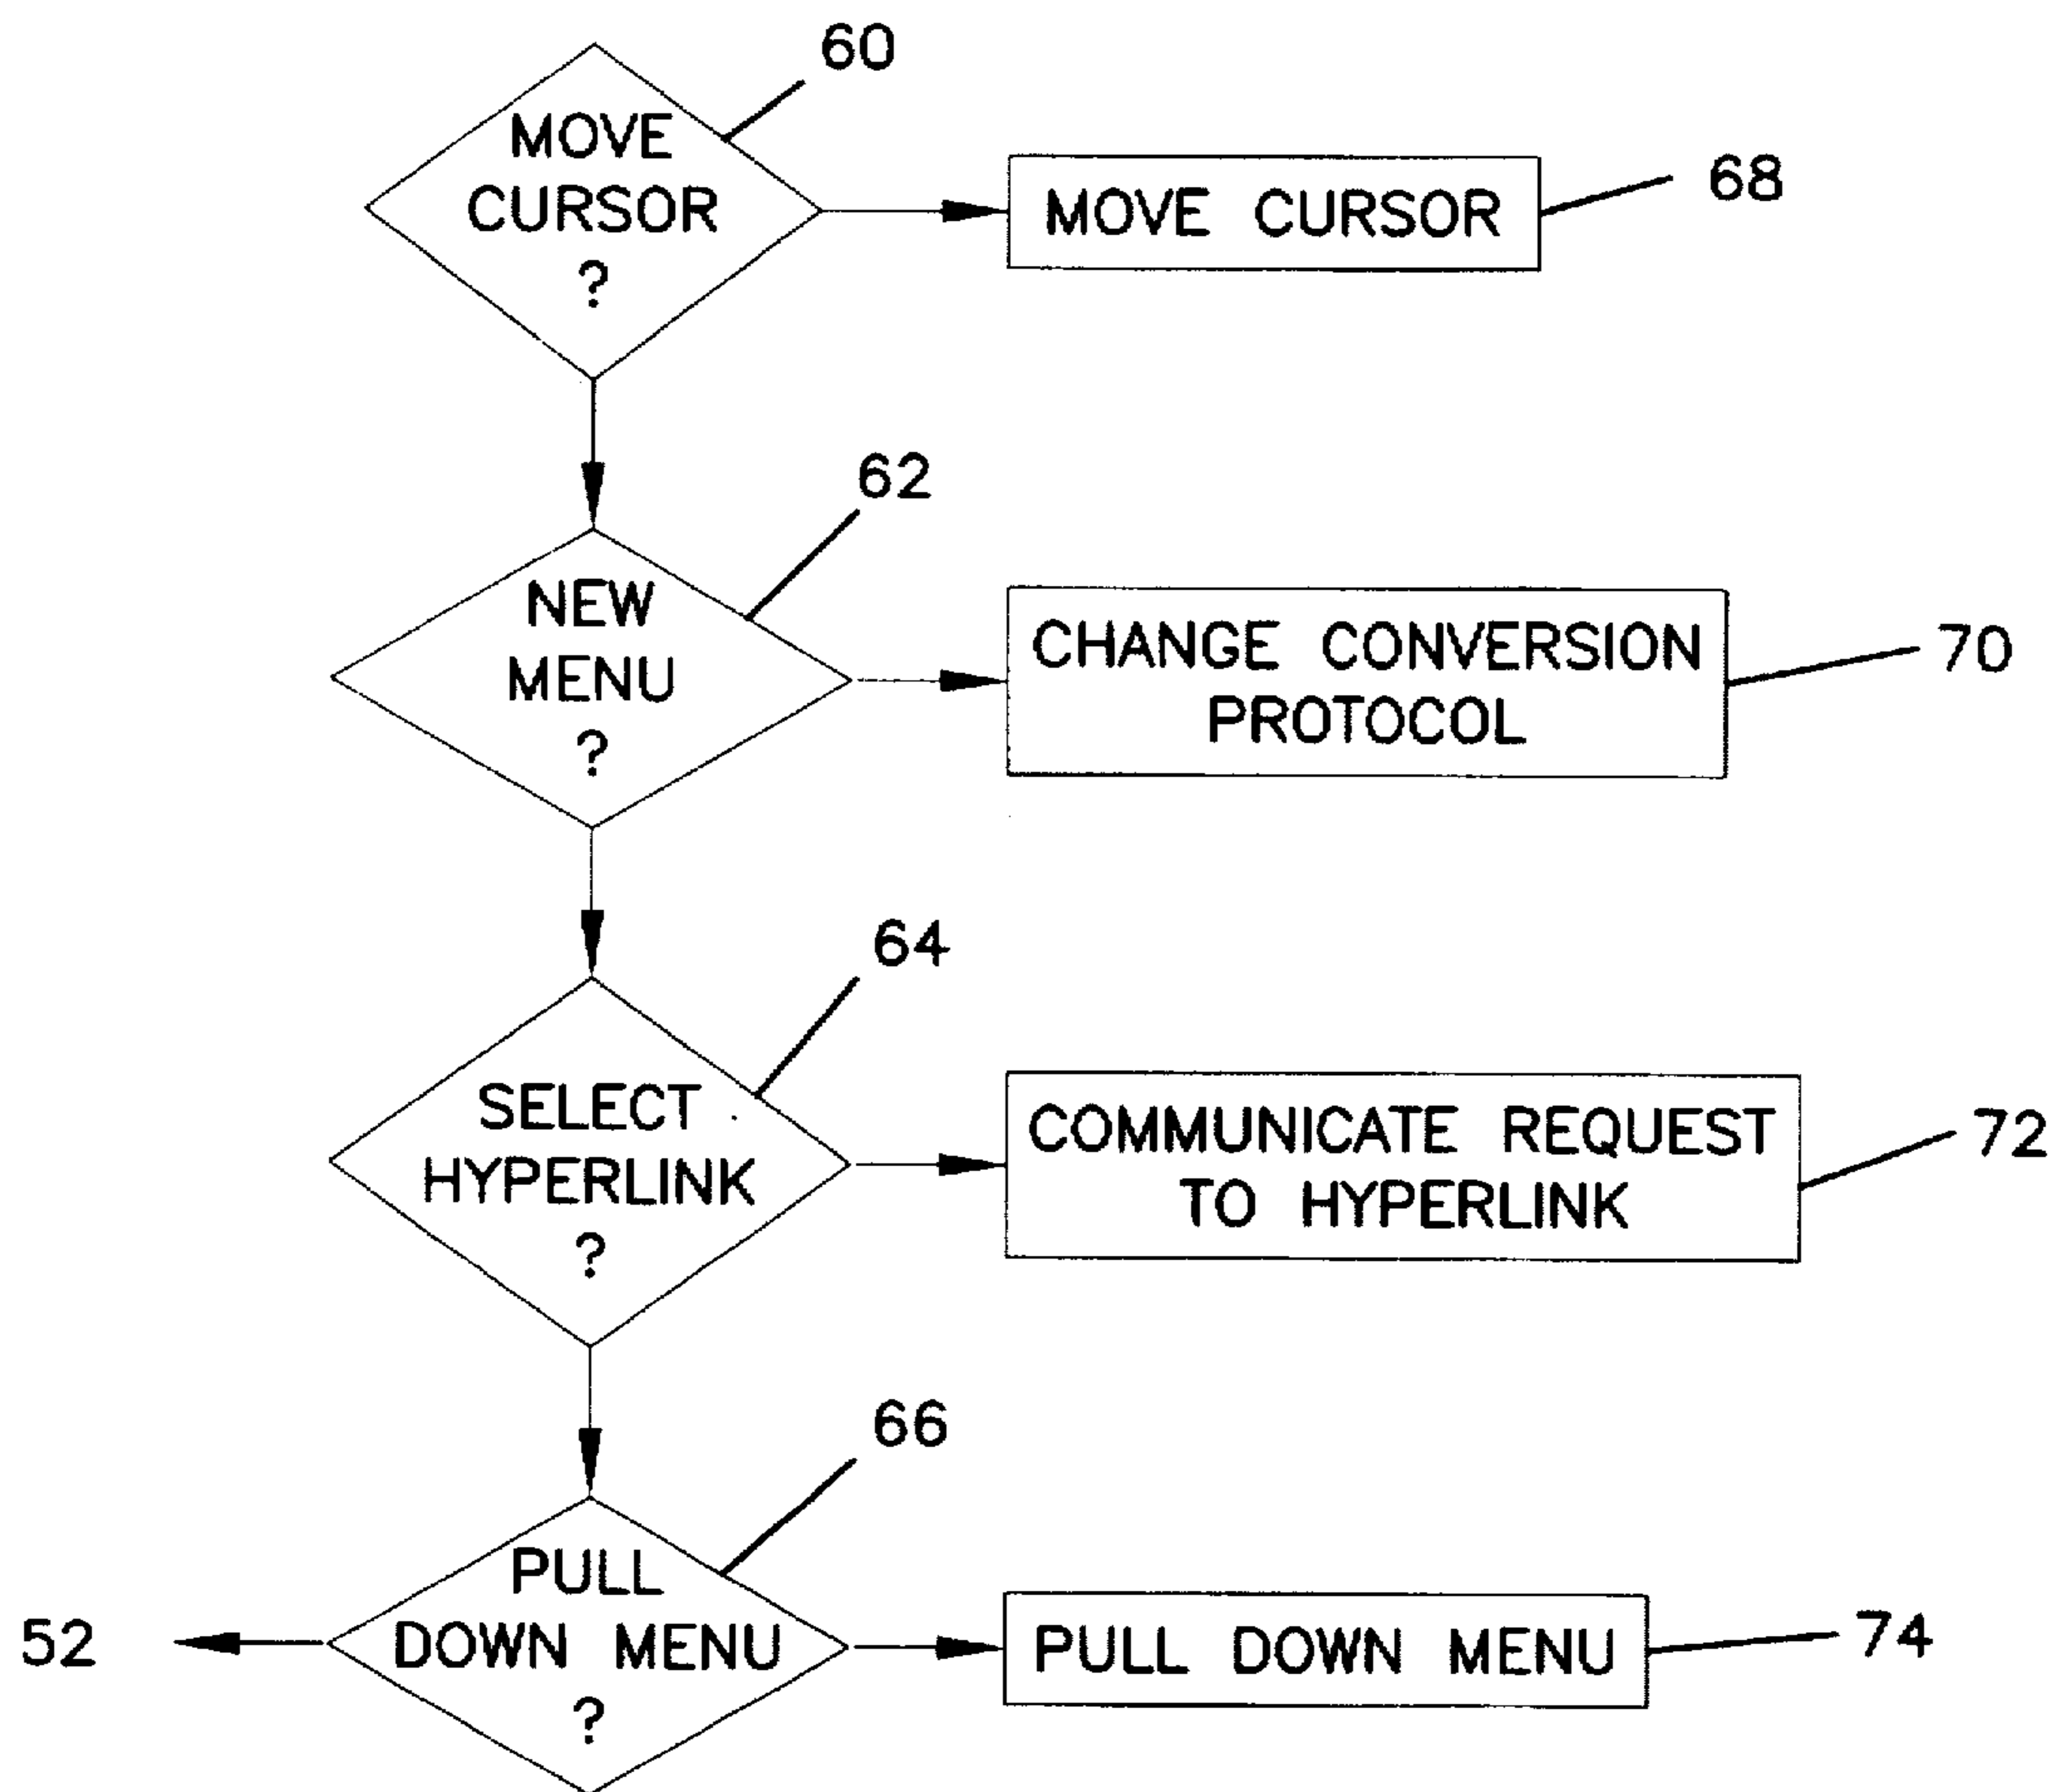 60
MOVE
CURSOR
?
MOVE CURSOR
68
62
NEW
MENU
?
CHANGE CONVERSION
PROTOCOL
70
64
SELECT
HYPERLINK
?
COMMUNICATE REQUEST
TO HYPERLINK
72
66
PULL
DOWN MENU
?
52
PULL DOWN MENU
74